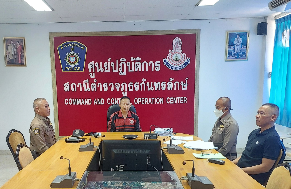 ศูนย์ปฏิบัติการ
สถานีตำรวจภูธรกันทรลักษ์
COMMAND AND CONTROL OPERATION CENTER